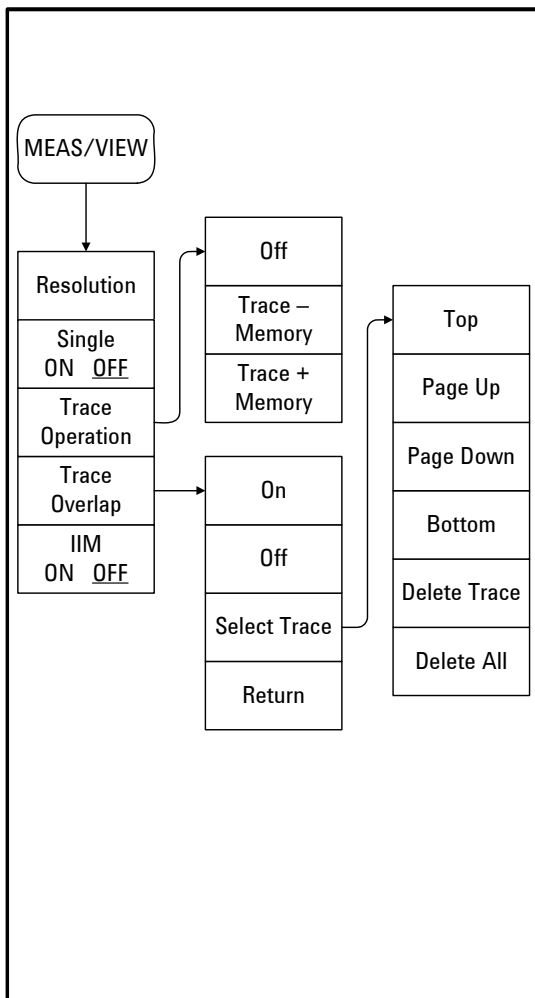 MEAS/VIEW
Resolution
Single
ON OFF
Trace
Operation
Trace
Overlap
IIM
ON OFF
Off
Trace –
Memory
Trace +
Memory
On
Off
Select Trace
Return
Top
Page Up
Page Down
Bottom
Delete Trace
Delete All